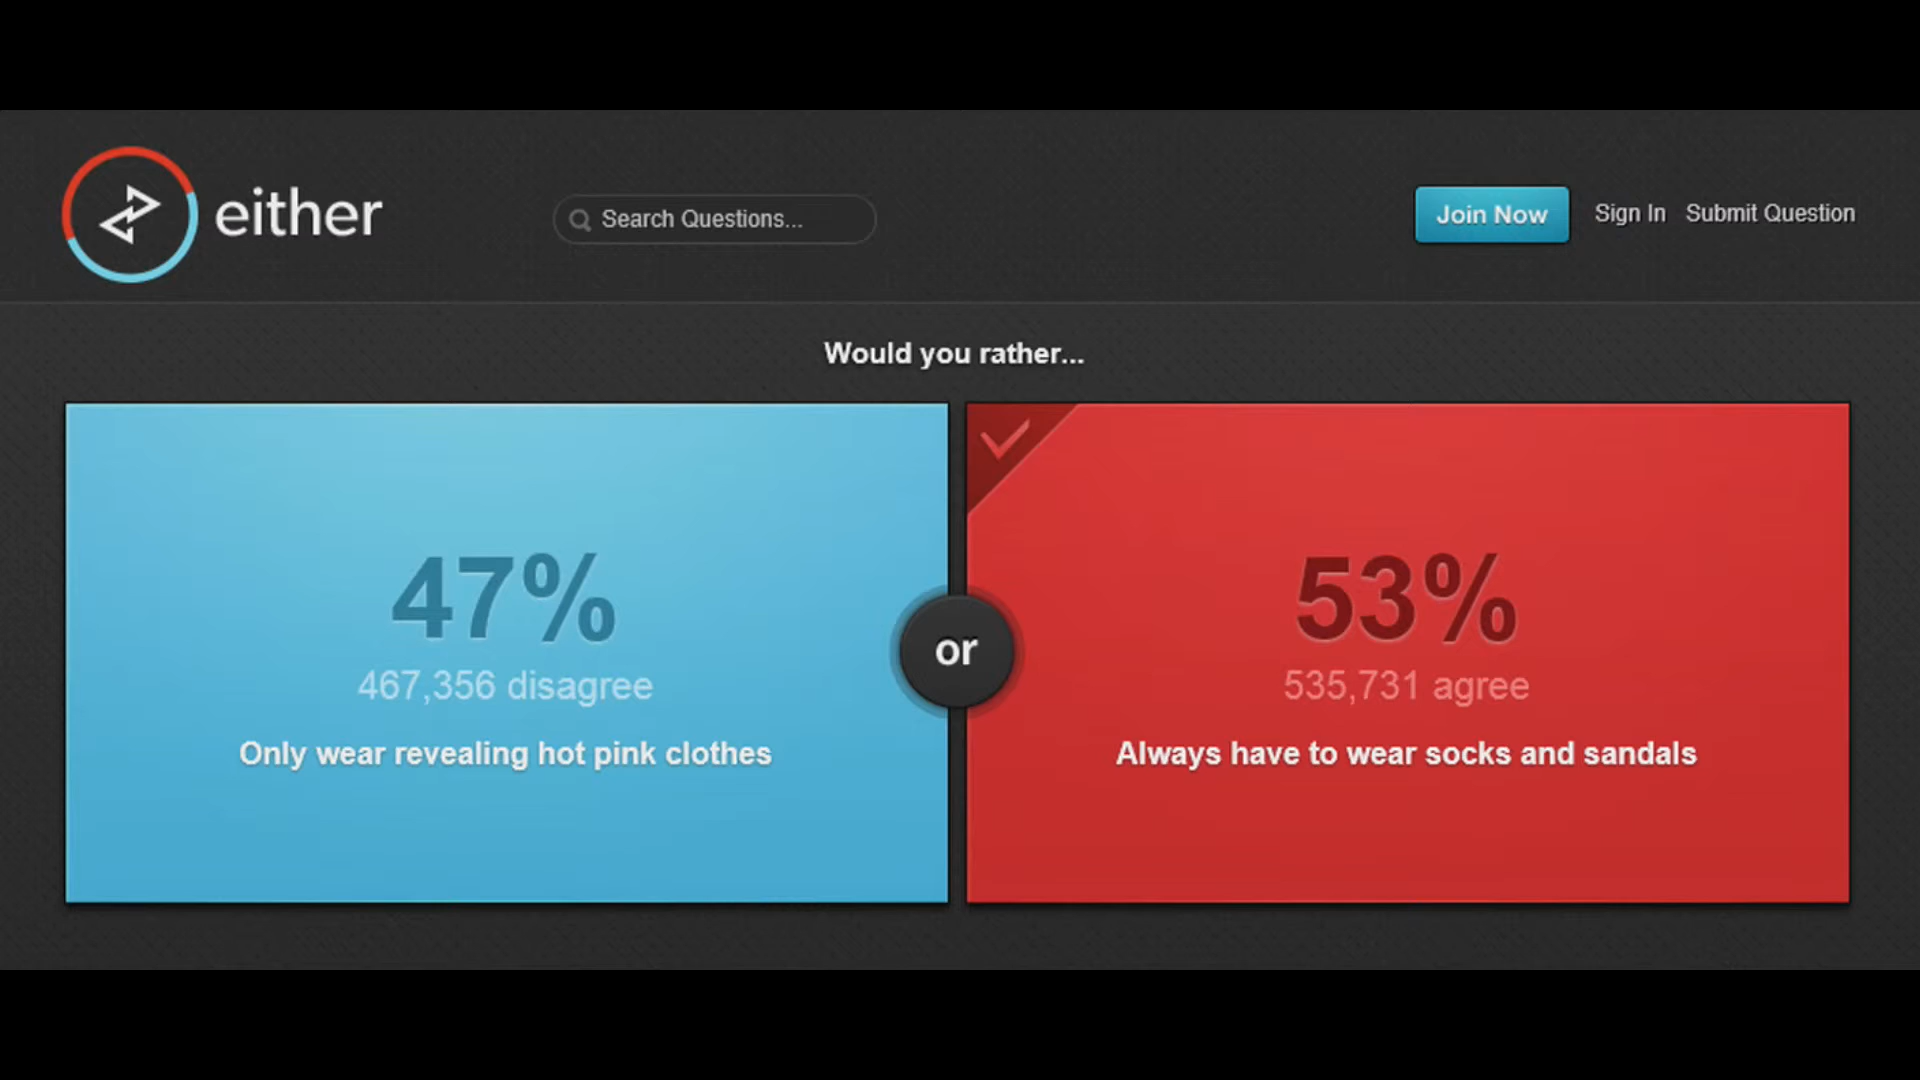 either
Search Questions...
Join Now
Sign In
Submit Question
Would you rather...
47%
467,356 disagree
Only wear revealing hot pink clothes
or
53%
535,731 agree
Always have to wear socks and sandals